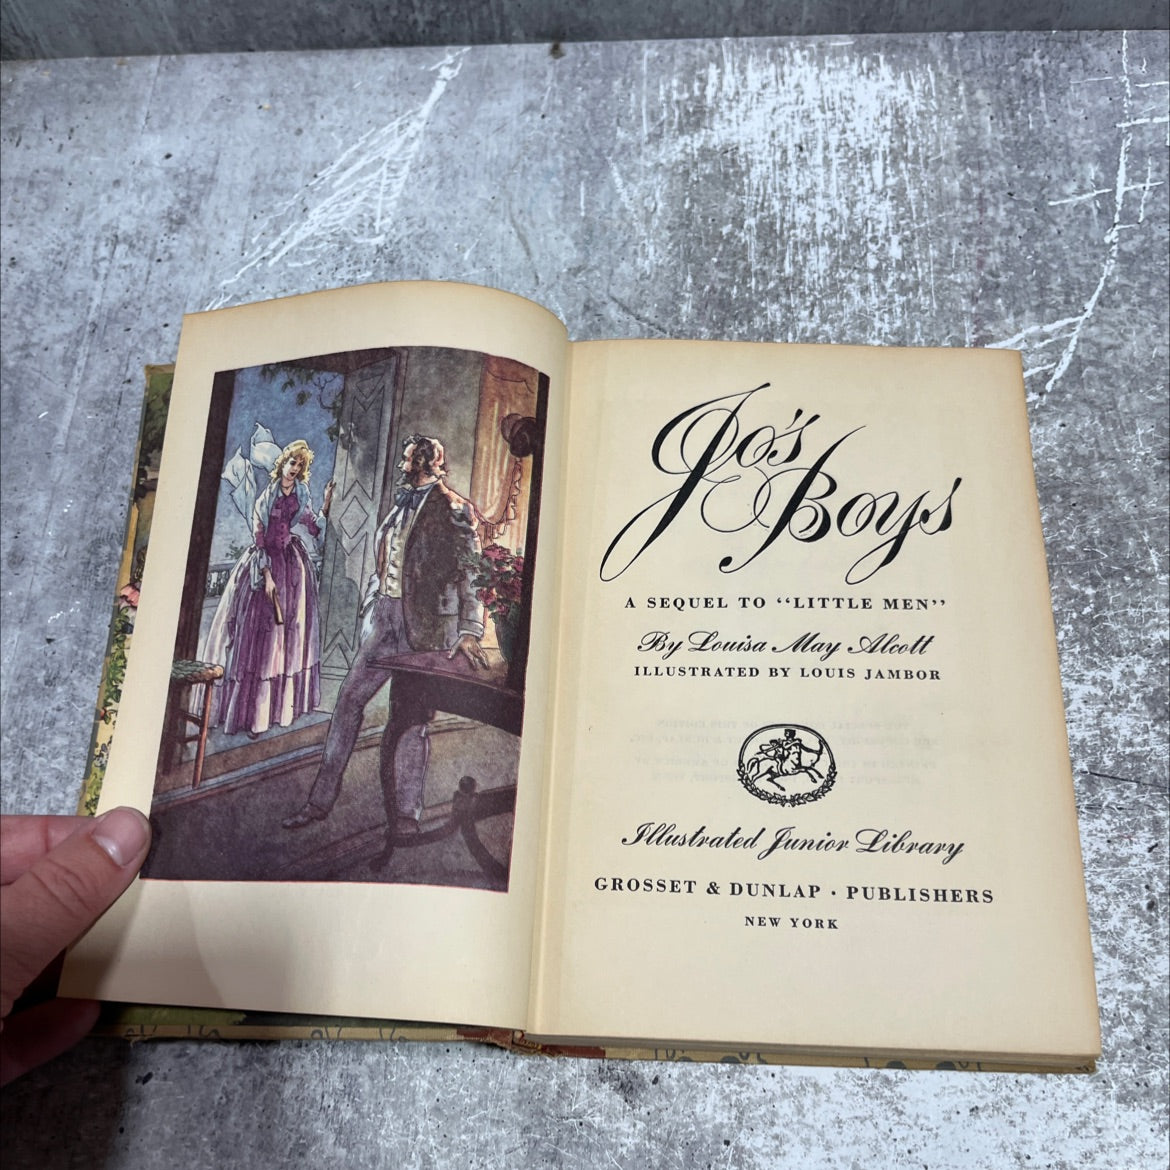 Jo's
Boys
A SEQUEL TO “LITTLE MEN”
By Louisa May Alcott
ILLUSTRATED BY LOUIS JAMBOR
Illustrated Junior Library
GROSSET & DUNLAP · PUBLISHERS
NEW YORK